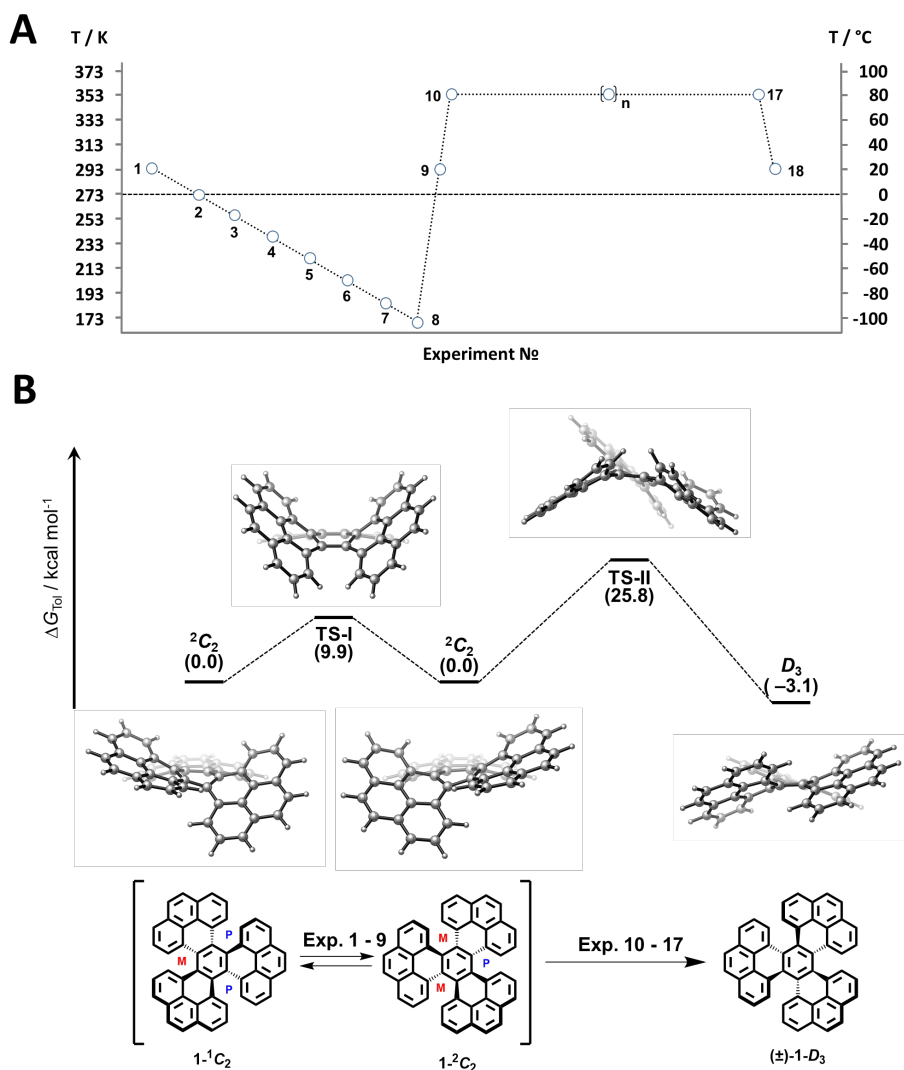 A
T / K
T / °C
373
353
333
313
293
273
253
233
213
193
173
100
80
60
40
20
0
-20
-40
-60
-80
-100
1
2
3
4
5
6
7
8
9
10
n
17
18
Experiment №
B
ΔG_Tol / kcal mol⁻¹
²C₂
(0.0)
TS-I
(9.9)
²C₂
(0.0)
TS-II
(25.8)
D₃
( –3.1)
P
M
P
Exp. 1 - 9
M
P
M
Exp. 10 - 17
1-¹C₂
1-²C₂
(±)-1-D₃